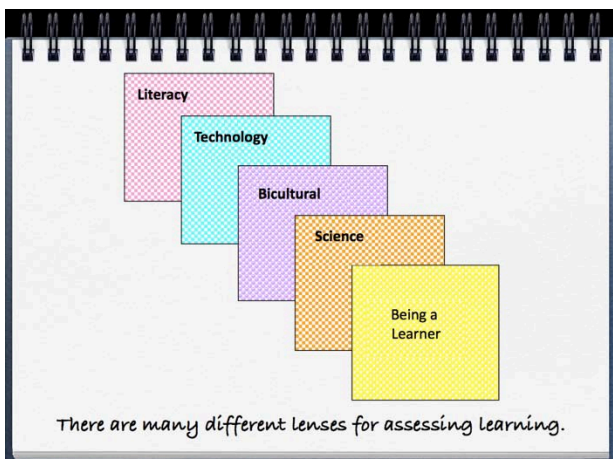 Literacy
Technology
Bicultural
Science
Being a
Learner
There are many different lenses for assessing learning.